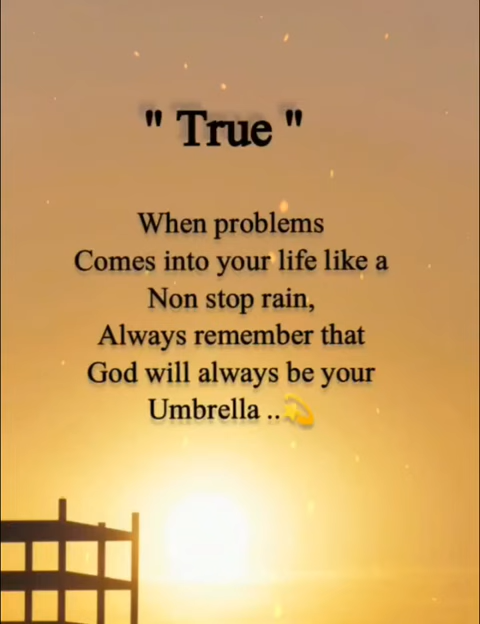 " True "
When problems
Comes into your life like a
Non stop rain,
Always remember that
God will always be your
Umbrella ..💫